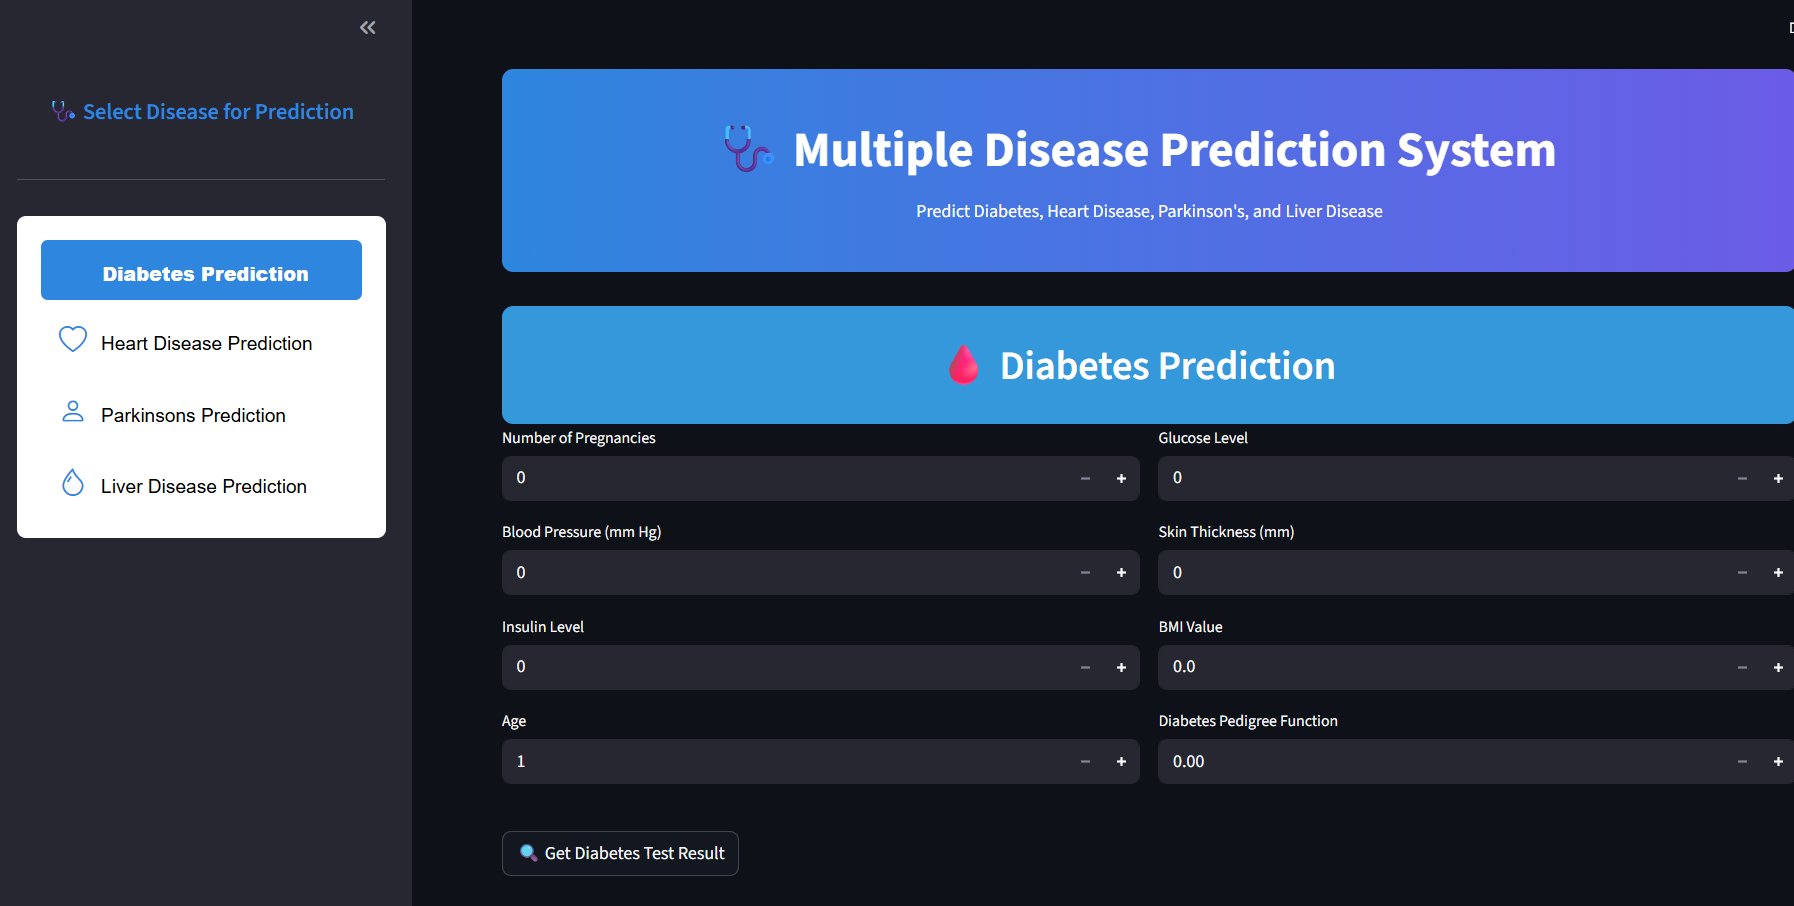 Select Disease for Prediction
Diabetes Prediction
Heart Disease Prediction
Parkinsons Prediction
Liver Disease Prediction
Multiple Disease Prediction System
Predict Diabetes, Heart Disease, Parkinson's, and Liver Disease
Diabetes Prediction
Number of Pregnancies
0
Glucose Level
0
Blood Pressure (mm Hg)
0
Skin Thickness (mm)
0
Insulin Level
0
BMI Value
0.0
Age
1
Diabetes Pedigree Function
0.00
Get Diabetes Test Result